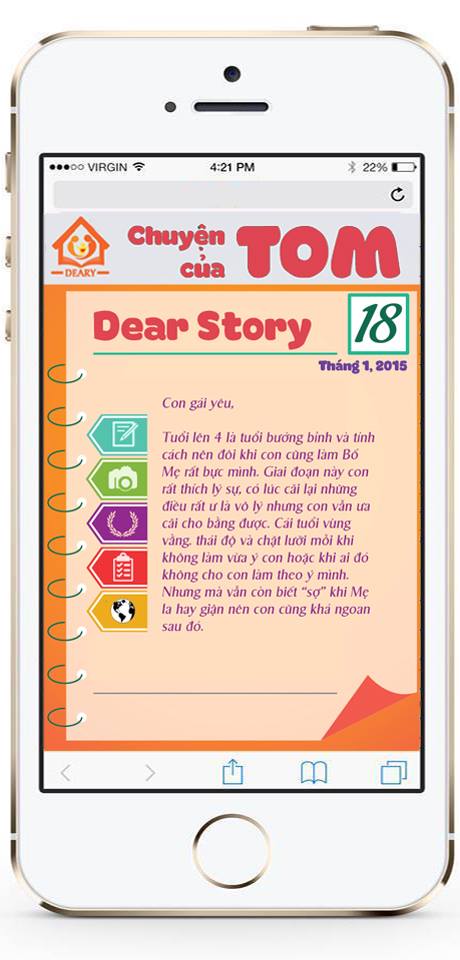 VIRGIN
4:21 PM
22%
DEARY
Chuyện
của
TOM
Dear Story
18
Tháng 1, 2015
Con gái yêu,
Tuổi lên 4 là tuổi bướng bỉnh và tính
cách nên đôi khi con cũng làm Bố
Mẹ rất bực mình. Giai đoạn này con
rất thích lý sự, có lúc cãi lại những
điều rất ư là vô lý nhưng con vẫn ưa
cãi cho bằng được. Cái tuổi vùng
vằng, thái độ và chặt lưỡi mỗi khi
không làm vừa ý con hoặc khi ai đó
không cho con làm theo ý mình.
Nhưng mà vẫn còn biết "sợ" khi Mẹ
la hay giận nên con cũng khá ngoan
sau đó.